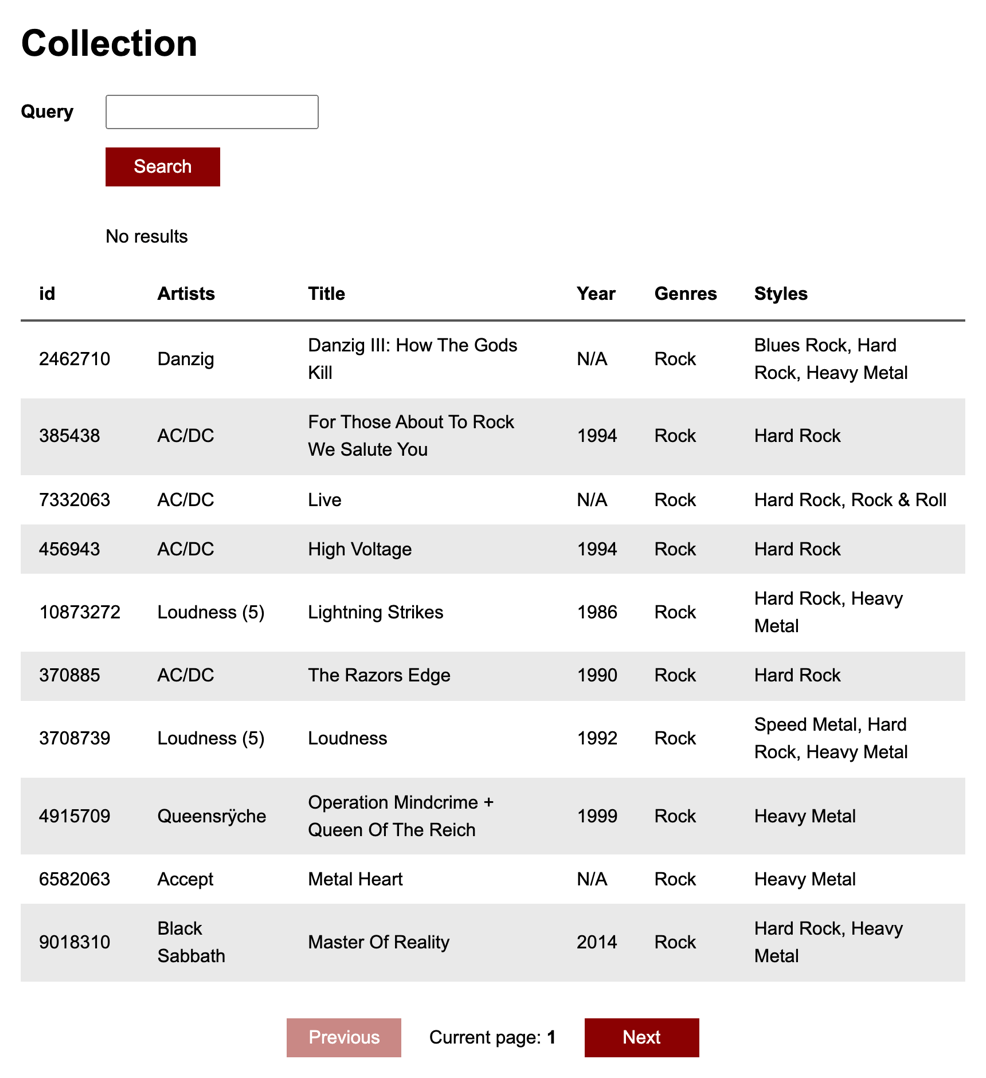 Collection
Query
Search
No results
id Artists Title Year Genres Styles
2462710 Danzig Danzig III: How The Gods Kill N/A Rock Blues Rock, Hard Rock, Heavy Metal
385438 AC/DC For Those About To Rock We Salute You 1994 Rock Hard Rock
7332063 AC/DC Live N/A Rock Hard Rock, Rock & Roll
456943 AC/DC High Voltage 1994 Rock Hard Rock
10873272 Loudness (5) Lightning Strikes 1986 Rock Hard Rock, Heavy Metal
370885 AC/DC The Razors Edge 1990 Rock Hard Rock
3708739 Loudness (5) Loudness 1992 Rock Speed Metal, Hard Rock, Heavy Metal
4915709 Queensrÿche Operation Mindcrime + Queen Of The Reich 1999 Rock Heavy Metal
6582063 Accept Metal Heart N/A Rock Heavy Metal
9018310 Black Sabbath Master Of Reality 2014 Rock Hard Rock, Heavy Metal
Previous Current page: 1 Next